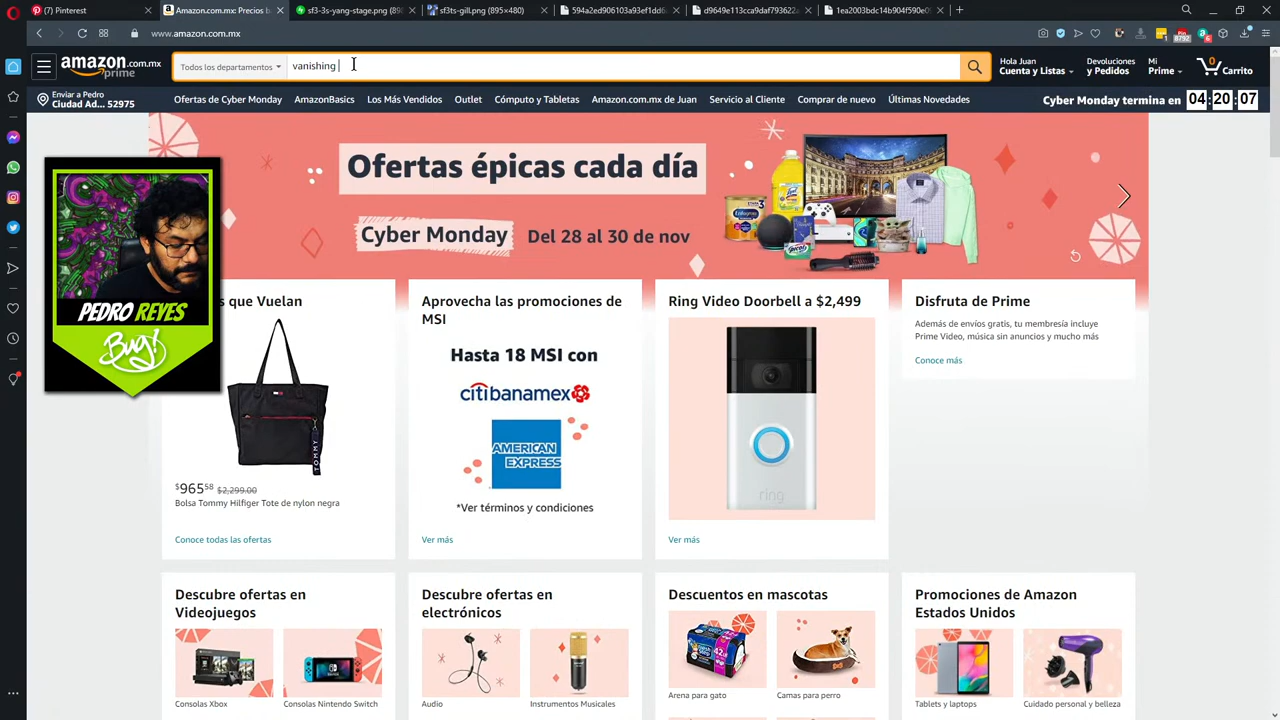 Pinterest
Amazon.com.mx: Precios b
sf3-3s-yang-stage.png (89
sf3ts-gill.png (895×480)
594a2ed906103a93ef1dd6
d9649e113cca9daf793622
1ea2003bdc14b904f590e0
www.amazon.com.mx
8792
1
amazon.com.mx
prime
Todos los departamentos
vanishing
Hola Juan
Cuenta y Listas
Devoluciones
y Pedidos
Mi
Prime
0
Carrito
Enviar a Pedro
Ciudad Ad... 52975
Ofertas de Cyber Monday
AmazonBasics
Los Más Vendidos
Outlet
Cómputo y Tabletas
Amazon.com.mx de Juan
Servicio al Cliente
Comprar de nuevo
Últimas Novedades
Cyber Monday termina en 04:20:07
Ofertas épicas cada día
Cyber Monday
Del 28 al 30 de nov
PEDRO REYES
Bug!
que Vuelan
TOMMY
$965.58 $2,299.00
Bolsa Tommy Hilfiger Tote de nylon negra
Conoce todas las ofertas
Aprovecha las promociones de
MSI
Hasta 18 MSI con
citibanamex
AMERICAN
EXPRESS
*Ver términos y condiciones
Ver más
Ring Video Doorbell a $2,499
ring
Ver más
Disfruta de Prime
Además de envíos gratis, tu membresía incluye
Prime Video, música sin anuncios y mucho más
Conoce más
Descubre ofertas en
Videojuegos
Consolas Xbox
Consolas Nintendo Switch
Descubre ofertas en
electrónicos
Audio
Instrumentos Musicales
Descuentos en mascotas
42
Arena para gato
Camas para perro
Promociones de Amazon
Estados Unidos
Tablets y laptops
Cuidado personal y belleza